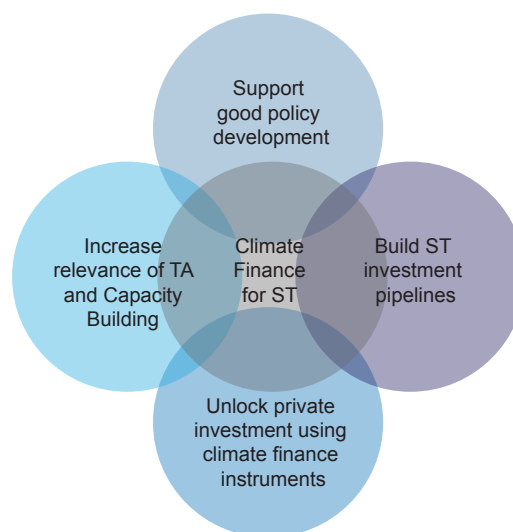 Support
good policy
development
Increase
relevance of TA
and Capacity
Building
Climate
Finance
for ST
Build ST
investment
pipelines
Unlock private
investment using
climate finance
instruments